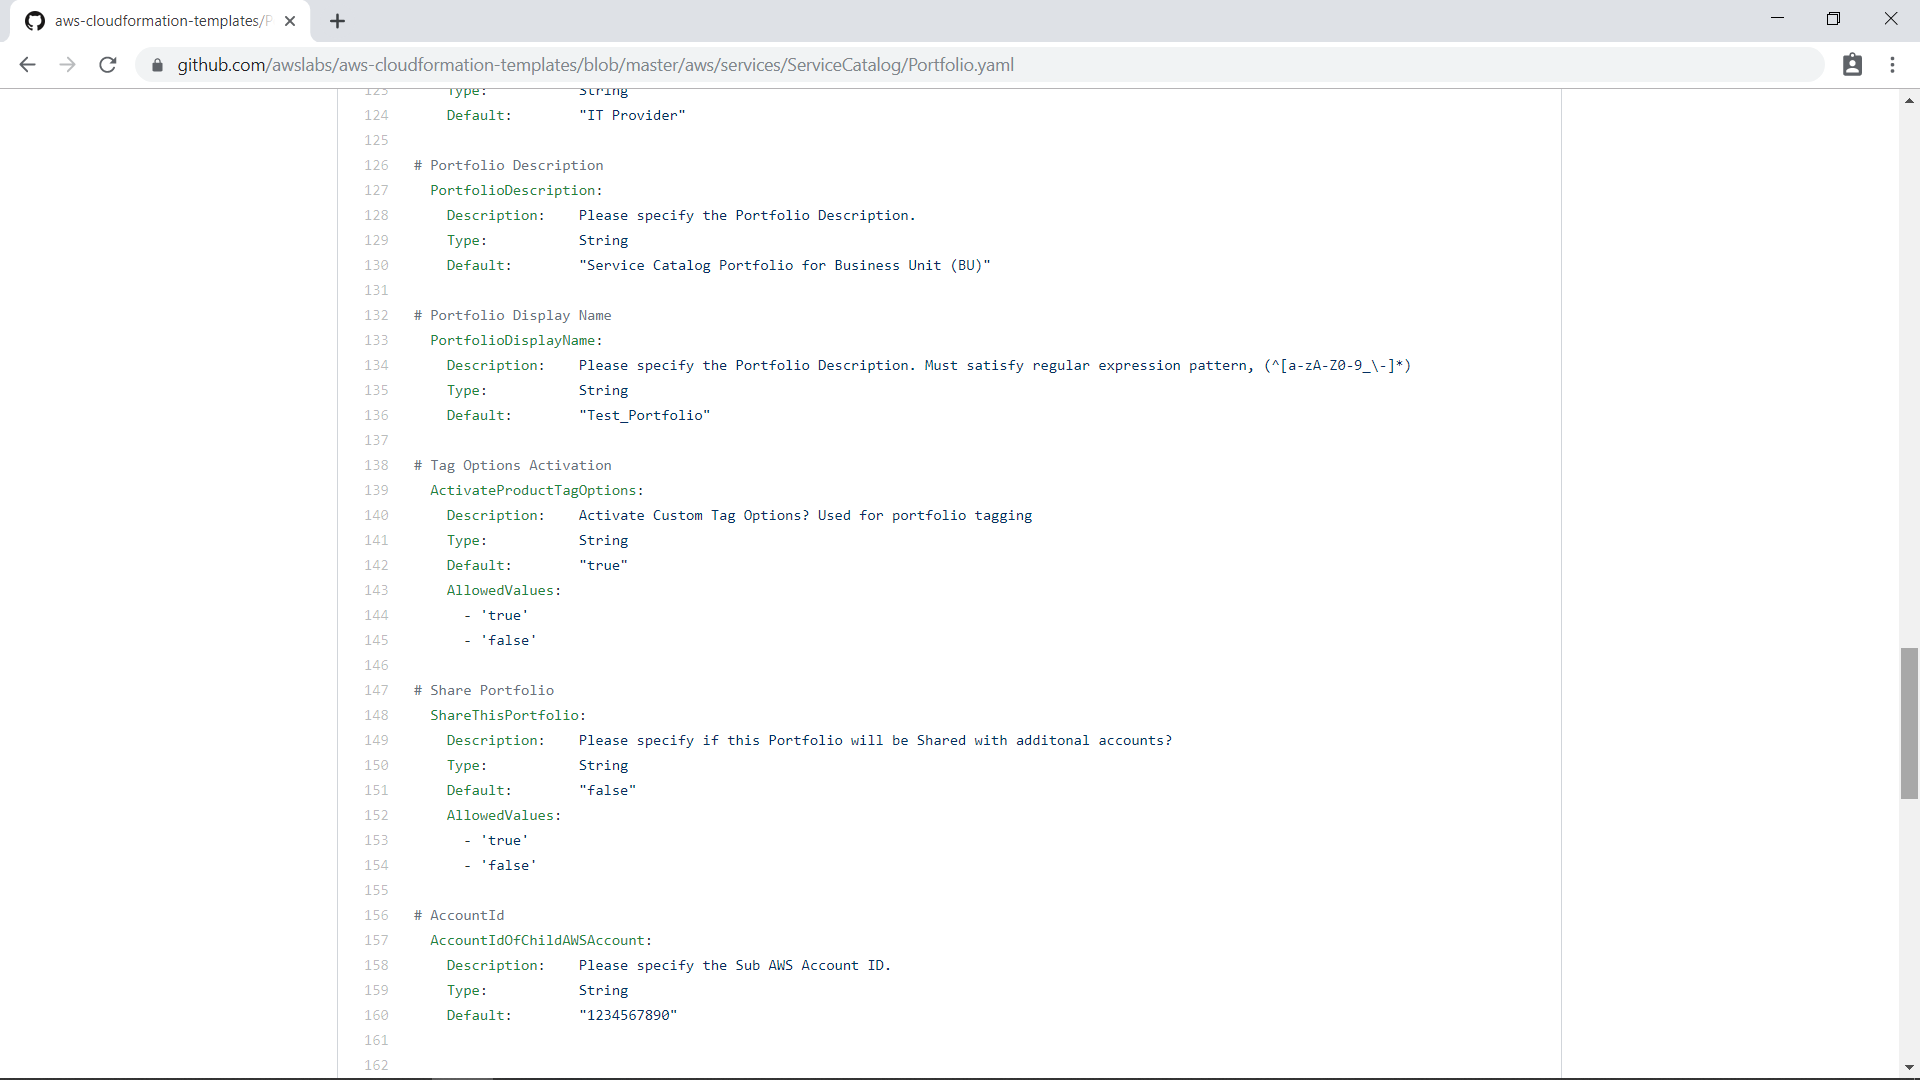 aws-cloudformation-templates/P
github.com/awslabs/aws-cloudformation-templates/blob/master/aws/services/ServiceCatalog/Portfolio.yaml
123 Type: String
124 Default: "IT Provider"
125
126 # Portfolio Description
127 PortfolioDescription:
128 Description: Please specify the Portfolio Description.
129 Type: String
130 Default: "Service Catalog Portfolio for Business Unit (BU)"
131
132 # Portfolio Display Name
133 PortfolioDisplayName:
134 Description: Please specify the Portfolio Description. Must satisfy regular expression pattern, (^[a-zA-Z0-9_\-]*)
135 Type: String
136 Default: "Test_Portfolio"
137
138 # Tag Options Activation
139 ActivateProductTagOptions:
140 Description: Activate Custom Tag Options? Used for portfolio tagging
141 Type: String
142 Default: "true"
143 AllowedValues:
144 - 'true'
145 - 'false'
146
147 # Share Portfolio
148 ShareThisPortfolio:
149 Description: Please specify if this Portfolio will be Shared with additonal accounts?
150 Type: String
151 Default: "false"
152 AllowedValues:
153 - 'true'
154 - 'false'
155
156 # AccountId
157 AccountIdOfChildAWSAccount:
158 Description: Please specify the Sub AWS Account ID.
159 Type: String
160 Default: "1234567890"
161
162